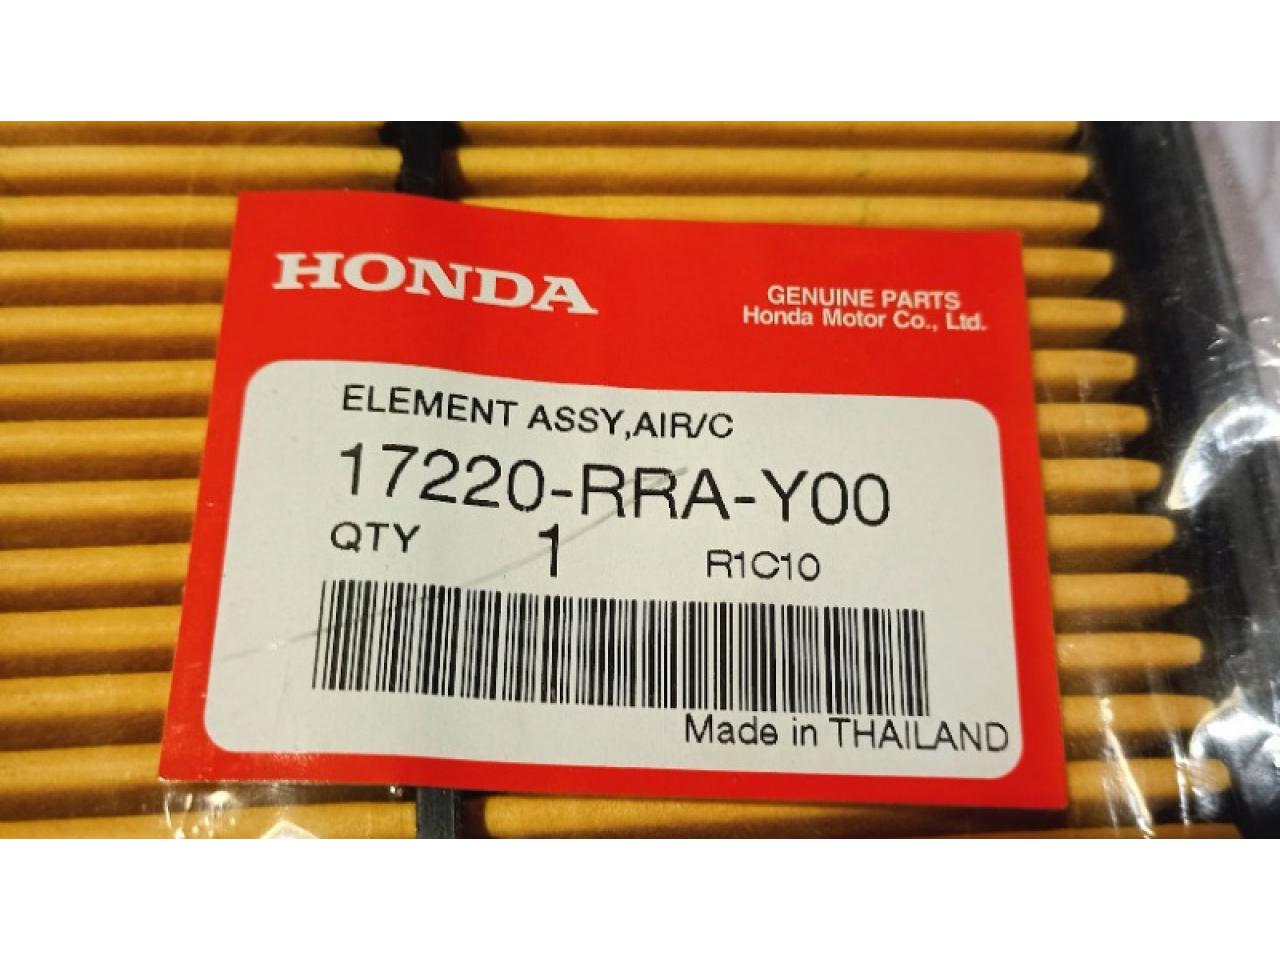 HONDA
GENUINE PARTS
Honda Motor Co., Ltd.
ELEMENT ASSY,AIR/C
17220-RRA-Y00
QTY 1 R1C10
Made in THAILAND